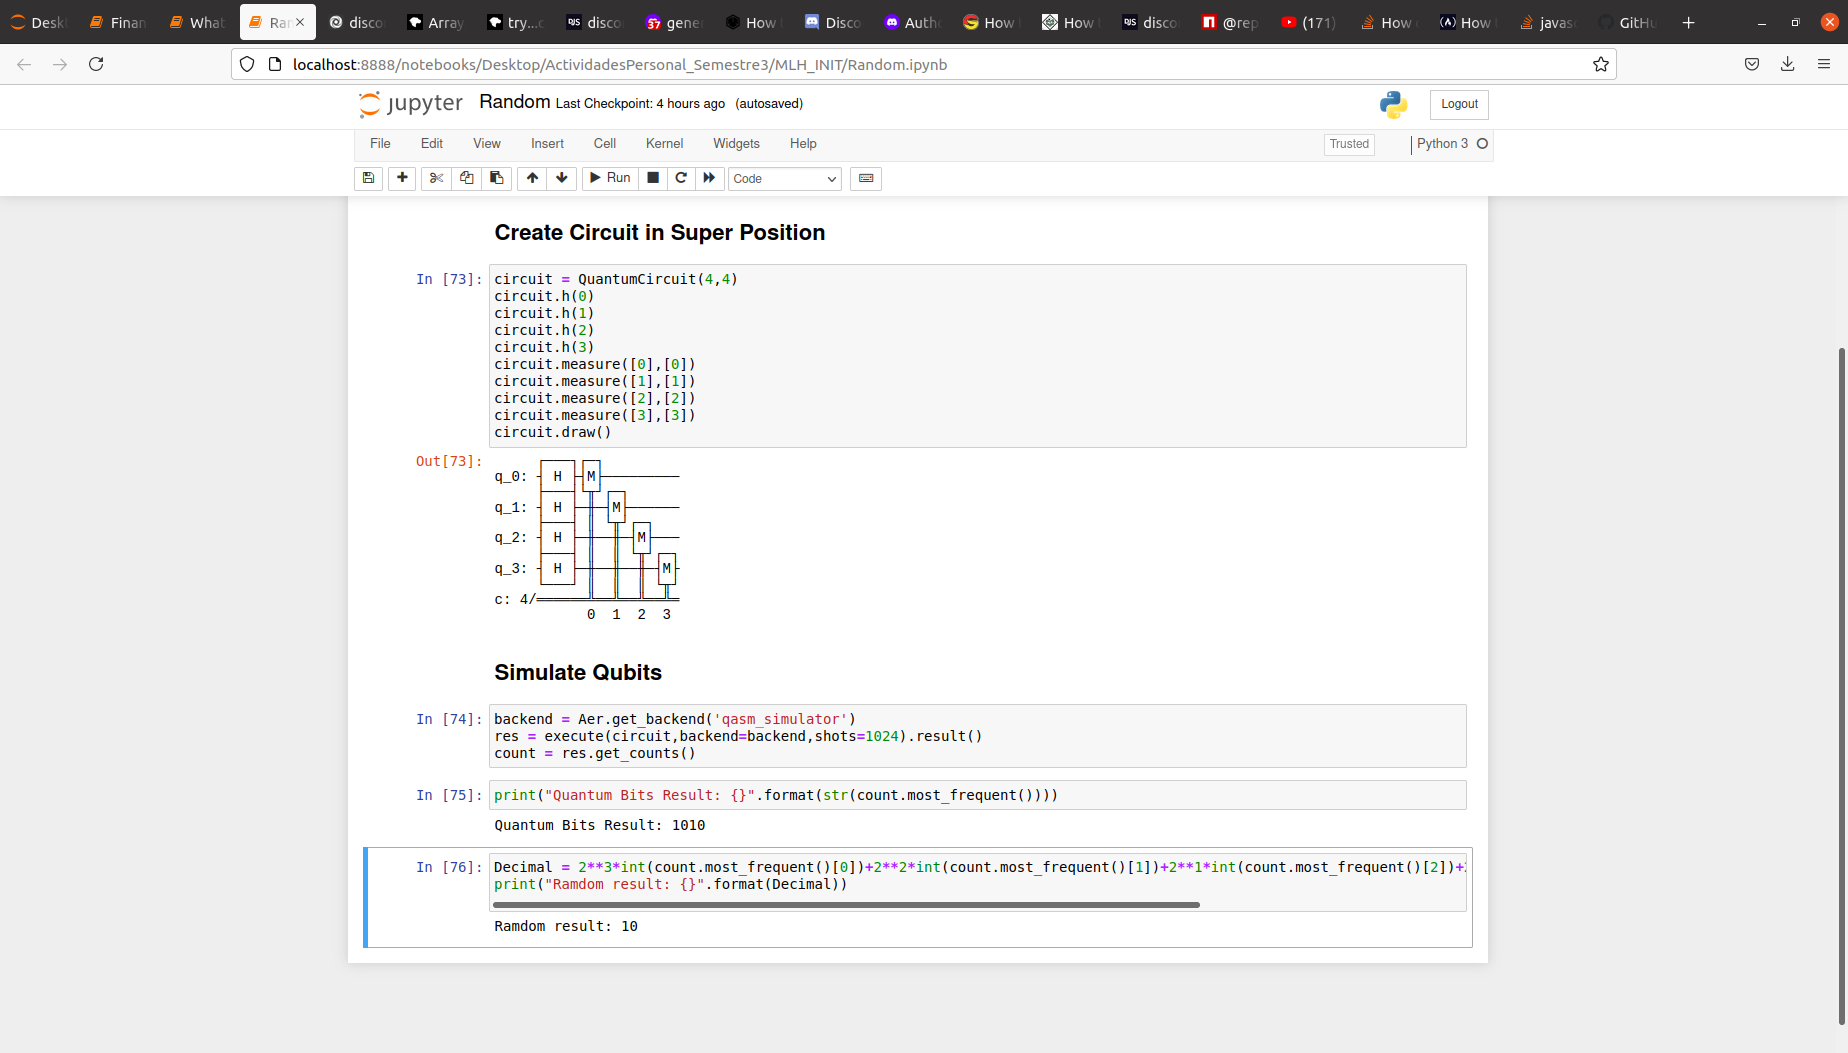 Desk Finan What Ran disco Array try...c disco gene How Disco Auth How How disco @rep (171) How How javas GitHu
localhost:8888/notebooks/Desktop/ActividadesPersonal_Semestre3/MLH_INIT/Random.ipynb
jupyter Random Last Checkpoint: 4 hours ago (autosaved) Logout
File Edit View Insert Cell Kernel Widgets Help Trusted Python 3
Run Code
Create Circuit in Super Position
In [73]: circuit = QuantumCircuit(4,4)
circuit.h(0)
circuit.h(1)
circuit.h(2)
circuit.h(3)
circuit.measure([0],[0])
circuit.measure([1],[1])
circuit.measure([2],[2])
circuit.measure([3],[3])
circuit.draw()
Out[73]:
q_0: H M
q_1: H M
q_2: H M
q_3: H M
c: 4/
0 1 2 3
Simulate Qubits
In [74]: backend = Aer.get_backend('qasm_simulator')
res = execute(circuit,backend=backend,shots=1024).result()
count = res.get_counts()
In [75]: print("Quantum Bits Result: {}".format(str(count.most_frequent())))
Quantum Bits Result: 1010
In [76]: Decimal = 2**3*int(count.most_frequent()[0])+2**2*int(count.most_frequent()[1])+2**1*int(count.most_frequent()[2])+
print("Ramdom result: {}".format(Decimal))
Ramdom result: 10